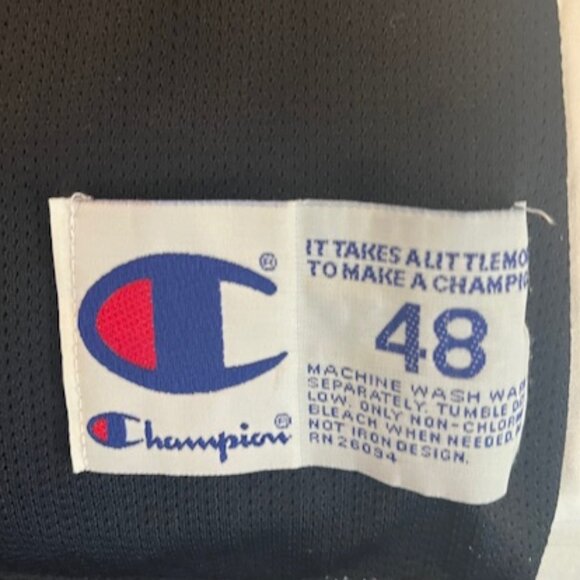 ®
Champion®
IT TAKES A LITTLE MO
TO MAKE A CHAMPIO
48
MACHINE WASH WAR
SEPARATELY. TUMBLE D
LOW. ONLY NON-CHLOR
BLEACH WHEN NEEDED.
NOT IRON DESIGN.
RN 26094